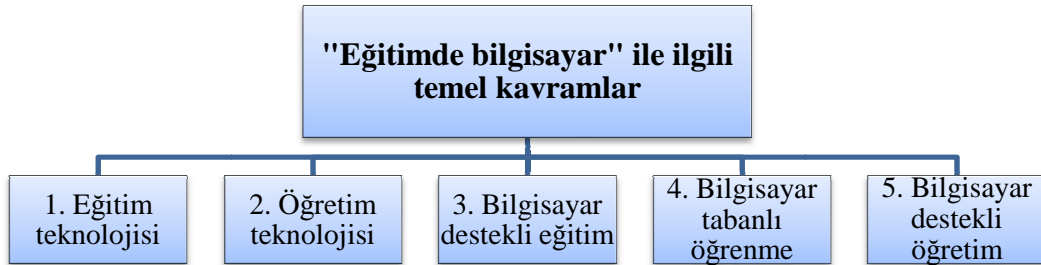 "Eğitimde bilgisayar" ile ilgili
temel kavramlar
1. Eğitim
teknolojisi
2. Öğretim
teknolojisi
3. Bilgisayar
destekli eğitim
4. Bilgisayar
tabanlı
öğrenme
5. Bilgisayar
destekli
öğretim